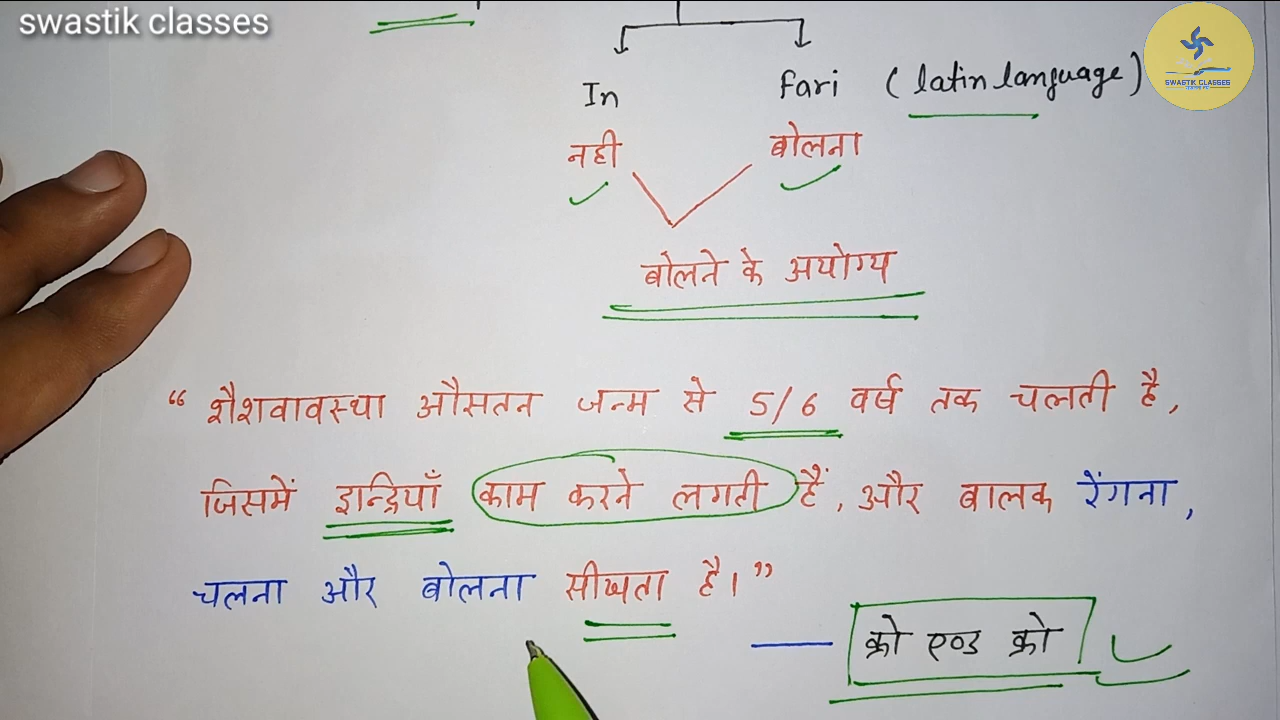 swastik classes
SWASTIK CLASSES
In Fari (latin language)
नही बोलना
बोलने के अयोग्य
“ शैशवावस्था औसतन जन्म से 5/6 वर्ष तक चलती है,
जिसमें इन्द्रियाँ काम करने लगती हैं, और बालक रेंगना,
चलना और बोलना सीखता है।”
— क्रो एण्ड क्रो